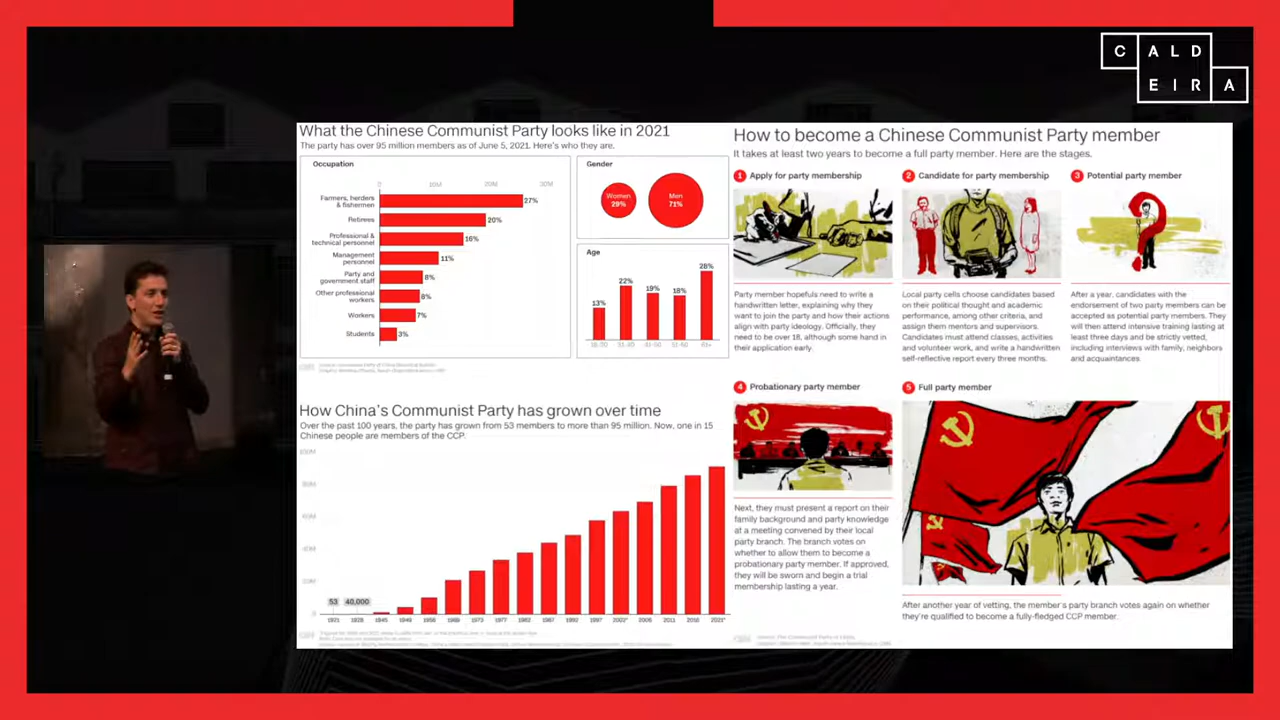 C ALD
EIR A
What the Chinese Communist Party looks like in 2021
The party has over 95 million members as of June 5, 2021. Here's who they are.
Occupation
0 10M 20M 30M
Farmers, herders
& fishermen
27%
Retirees
20%
Professional &
technical personnel
16%
Management
personnel
11%
Party and
government staff
8%
Other professional
workers
8%
Workers
7%
Students
3%
Gender
Women
29%
Men
71%
Age
13%
22%
19%
18%
28%
How China's Communist Party has grown over time
Over the past 100 years, the party has grown from 53 members to more than 95 million. Now, one in 15
Chinese people are members of the CCP.
100M
80M
60M
40M
20M
0
53 40,000
1921 1945 1949 1956 1969 1973 1977 1982 1987 1992 1997 2002* 2006 2011 2016 2021*
How to become a Chinese Communist Party member
It takes at least two years to become a full party member. Here are the stages.
1 Apply for party membership
Party member hopefuls need to write a
handwritten letter, explaining why they
want to join the party and how their actions
align with party ideology. Officially, they
need to be over 18, although some hand in
their application early.
2 Candidate for party membership
Local party cells choose candidates based
on their political thought and academic
performance, among other criteria, and
assign them mentors and supervisors.
Candidates must attend classes, activities
and volunteer work, and write a handwritten
self-reflective report every three months.
3 Potential party member
After a year, candidates with the
endorsement of two party members can be
accepted as potential party members. They
will then attend intensive training lasting at
least three days and be strictly vetted,
including interviews with family, neighbors
and acquaintances.
4 Probationary party member
Next, they must present a report on their
family background and party knowledge
at a meeting convened by their local
party branch. The branch votes on
whether to allow them to become a
probationary party member. If approved,
they will be sworn and begin a trial
membership lasting a year.
5 Full party member
After another year of vetting, the member's party branch votes again on whether
they're qualified to become a fully-fledged CCP member.